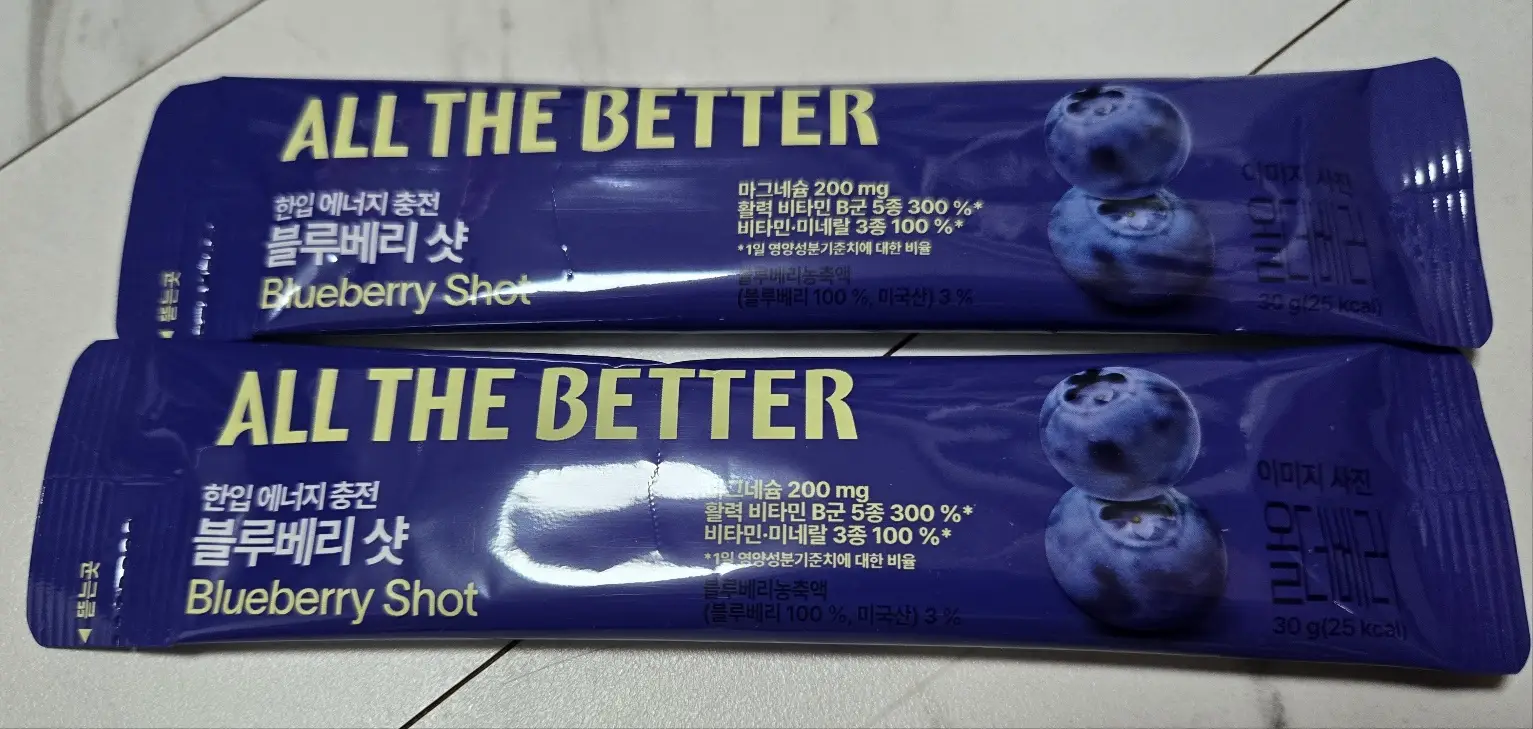 ALL THE BETTER
한입 에너지 충전
블루베리 샷
Blueberry Shot
마그네슘 200 mg
활력 비타민 B군 5종 300 %*
비타민·미네랄 3종 100 %*
*1일 영양성분기준치에 대한 비율
블루베리농축액
(블루베리 100 %, 미국산) 3 %
이미지 사진
30 g(25 kcal)
◀ 뜯는곳
ALL THE BETTER
한입 에너지 충전
블루베리 샷
Blueberry Shot
마그네슘 200 mg
활력 비타민 B군 5종 300 %*
비타민·미네랄 3종 100 %*
*1일 영양성분기준치에 대한 비율
블루베리농축액
(블루베리 100 %, 미국산) 3 %
이미지 사진
30 g(25 kcal)
◀ 뜯는곳